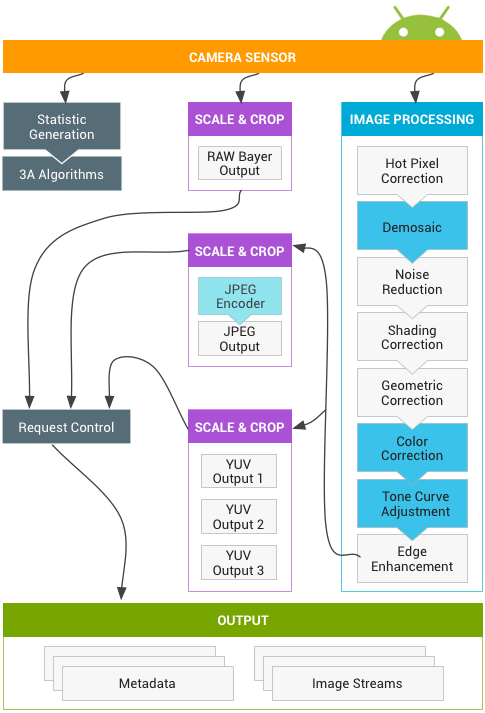 CAMERA SENSOR
Statistic
Generation
3A Algorithms
SCALE & CROP
RAW Bayer
Output
IMAGE PROCESSING
Hot Pixel
Correction
Demosaic
Noise
Reduction
Shading
Correction
Geometric
Correction
Color
Correction
Tone Curve
Adjustment
Edge
Enhancement
SCALE & CROP
JPEG
Encoder
JPEG
Output
Request Control
SCALE & CROP
YUV
Output 1
YUV
Output 2
YUV
Output 3
OUTPUT
Metadata
Image Streams